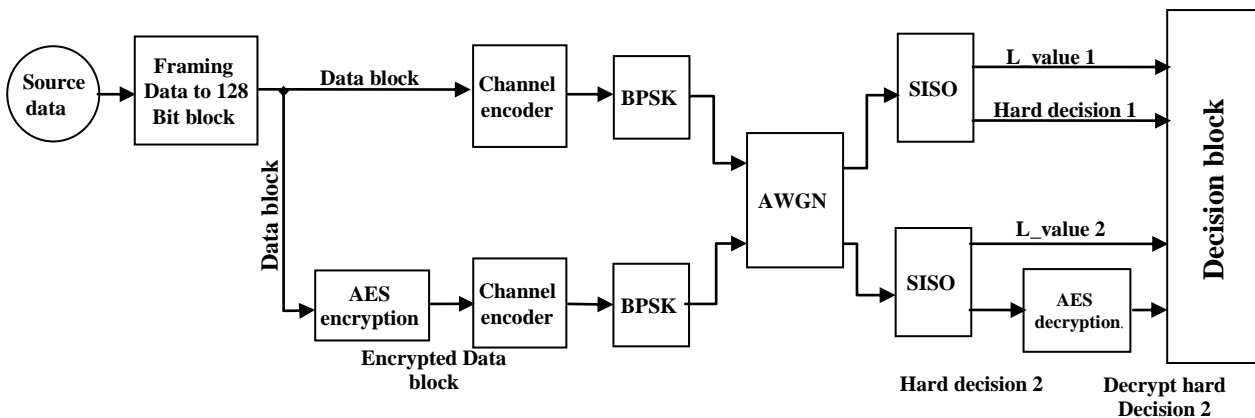 Source
data
Framing
Data to 128
Bit block
Data block
Data block
Channel
encoder
BPSK
AES
encryption
Encrypted Data
block
Channel
encoder
BPSK
AWGN
SISO
L_value 1
Hard decision 1
SISO
L_value 2
AES
decryption.
Hard decision 2
Decrypt hard
Decision 2
Decision block